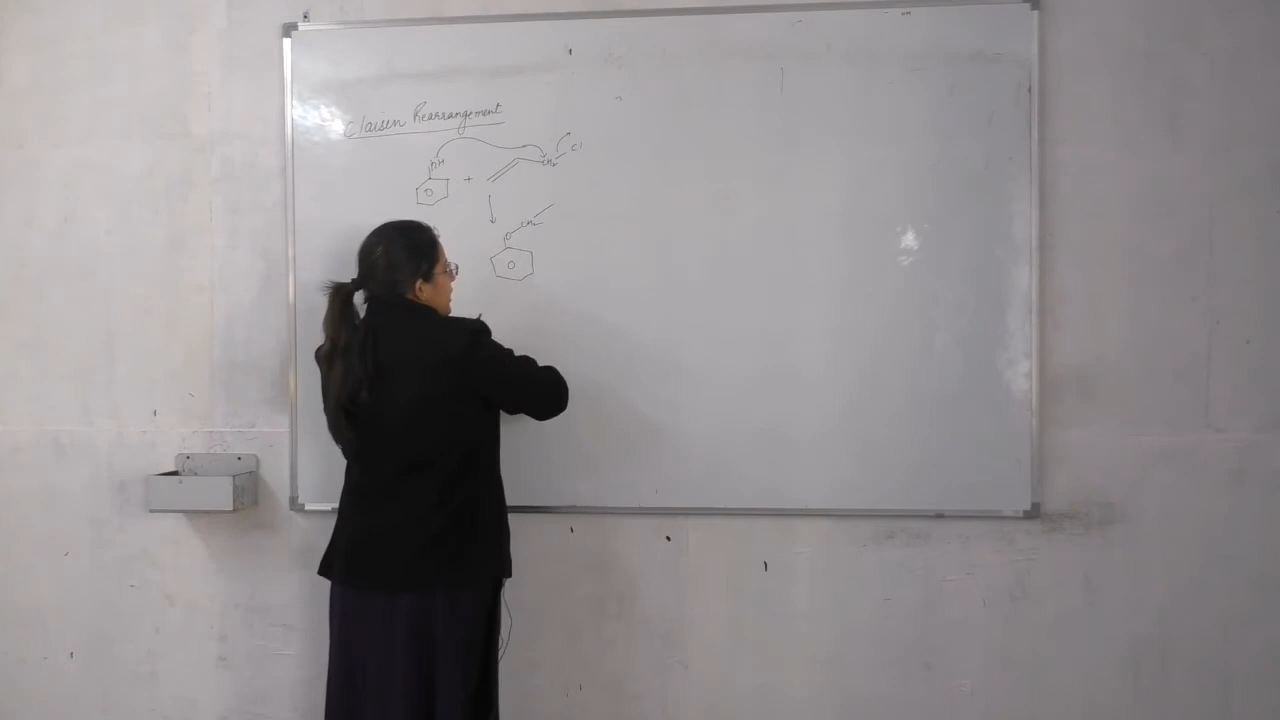 Claisen Rearrangement
OH
+ CH2 Cl
O CH2